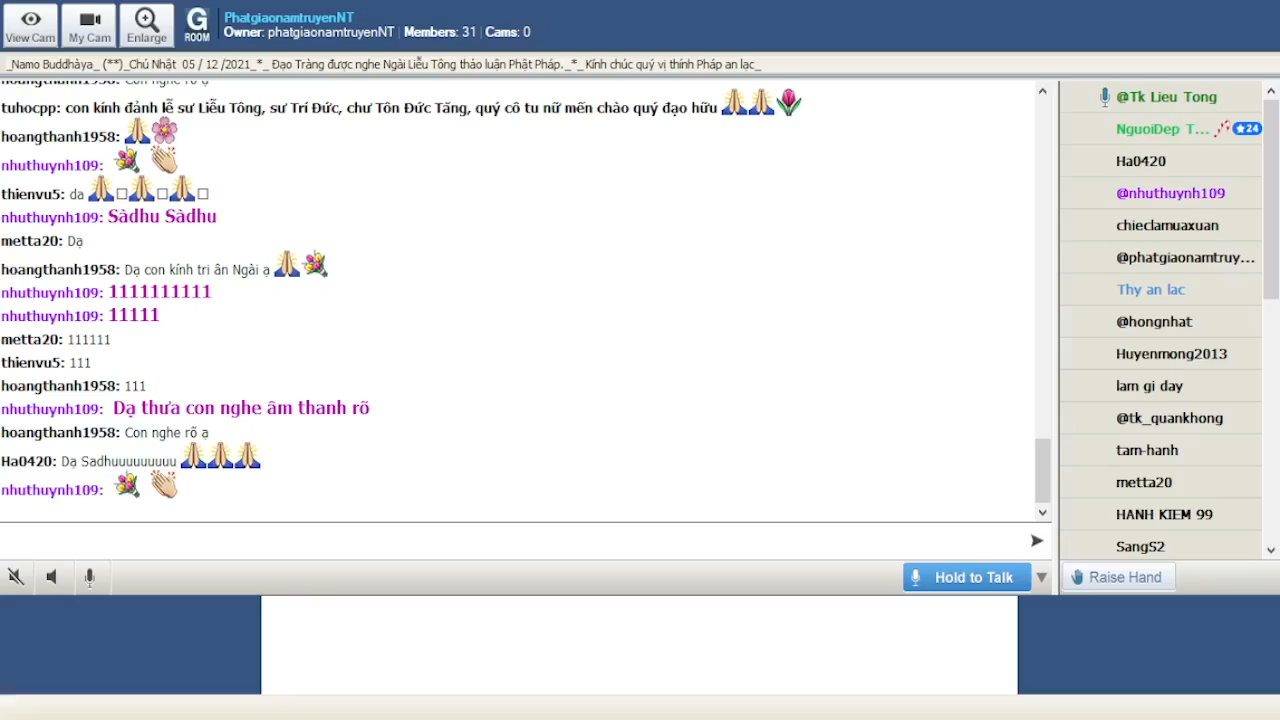 View Cam
My Cam
Enlarge
G
ROOM
PhatgiaonamtruyenNT
Owner: phatgiaonamtruyenNT | Members: 31 | Cams: 0
_Namo Buddhàya_ (**)_Chủ Nhật 05 / 12 /2021_*_ Đạo Tràng được nghe Ngài Liễu Tông thảo luận Phật Pháp._*_Kính chúc quý vị thính Pháp an lạc_
hoangthanh1958: Con nghe rõ ạ
tuhocpp: con kính đảnh lễ sư Liễu Tông, sư Trí Đức, chư Tôn Đức Tăng, quý cô tu nữ mến chào quý đạo hữu
hoangthanh1958:
nhuthuynh109:
thienvu5: da
nhuthuynh109: Sàdhu Sàdhu
metta20: Dạ
hoangthanh1958: Dạ con kính tri ân Ngài ạ
nhuthuynh109: 1111111111
nhuthuynh109: 11111
metta20: 111111
thienvu5: 111
hoangthanh1958: 111
nhuthuynh109: Dạ thưa con nghe âm thanh rõ
hoangthanh1958: Con nghe rõ ạ
Ha0420: Dạ Sadhuuuuuuuuu
nhuthuynh109:
@Tk Lieu Tong
NguoiDep T... 24
Ha0420
@nhuthuynh109
chieclamuaxuan
@phatgiaonamtruy...
Thy an lac
@hongnhat
Huyenmong2013
lam gi day
@tk_quankhong
tam-hanh
metta20
HANH KIEM 99
SangS2
Hold to Talk
Raise Hand